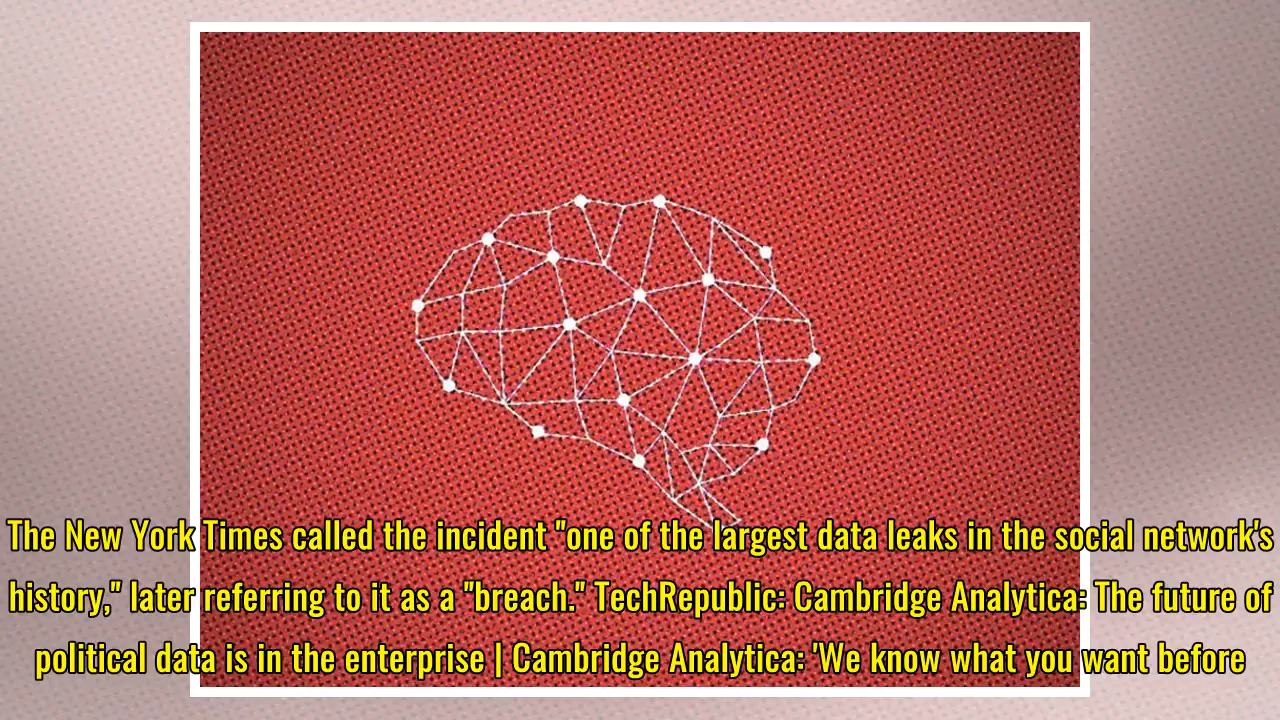 The New York Times called the incident "one of the largest data leaks in the social network's
history," later referring to it as a "breach." TechRepublic: Cambridge Analytica: The future of
political data is in the enterprise | Cambridge Analytica: 'We know what you want before